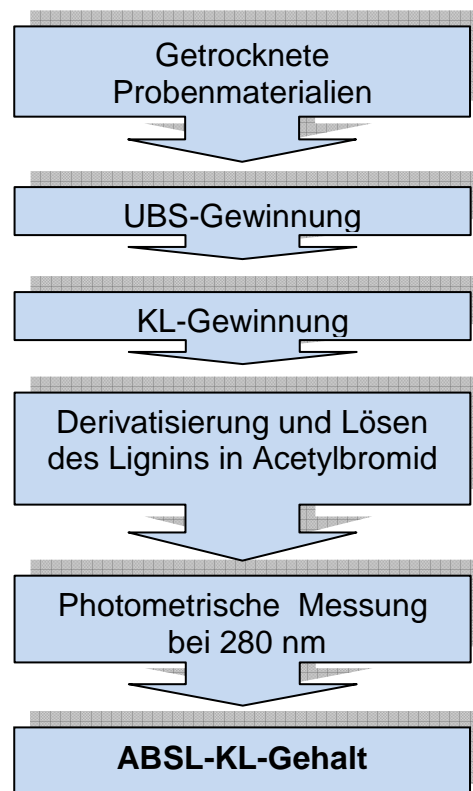 Getrocknete
Probenmaterialien
UBS-Gewinnung
KL-Gewinnung
Derivatisierung und Lösen
des Lignins in Acetylbromid
Photometrische Messung
bei 280 nm
ABSL-KL-Gehalt